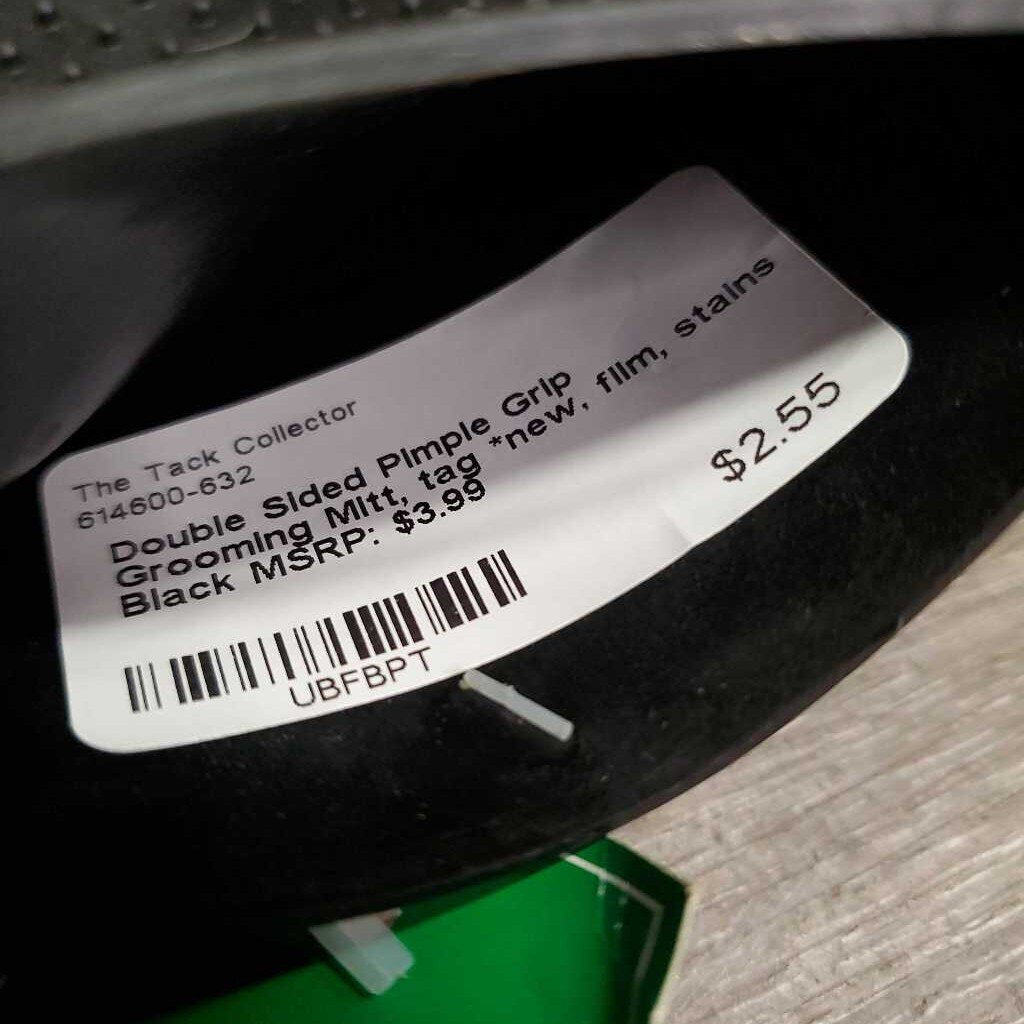 The Tack Collector
614600-632
Double Sided Pimple Grip
Grooming Mitt, tag *new, film, stains
Black MSRP: $3.99
$2.55
UBFBPT